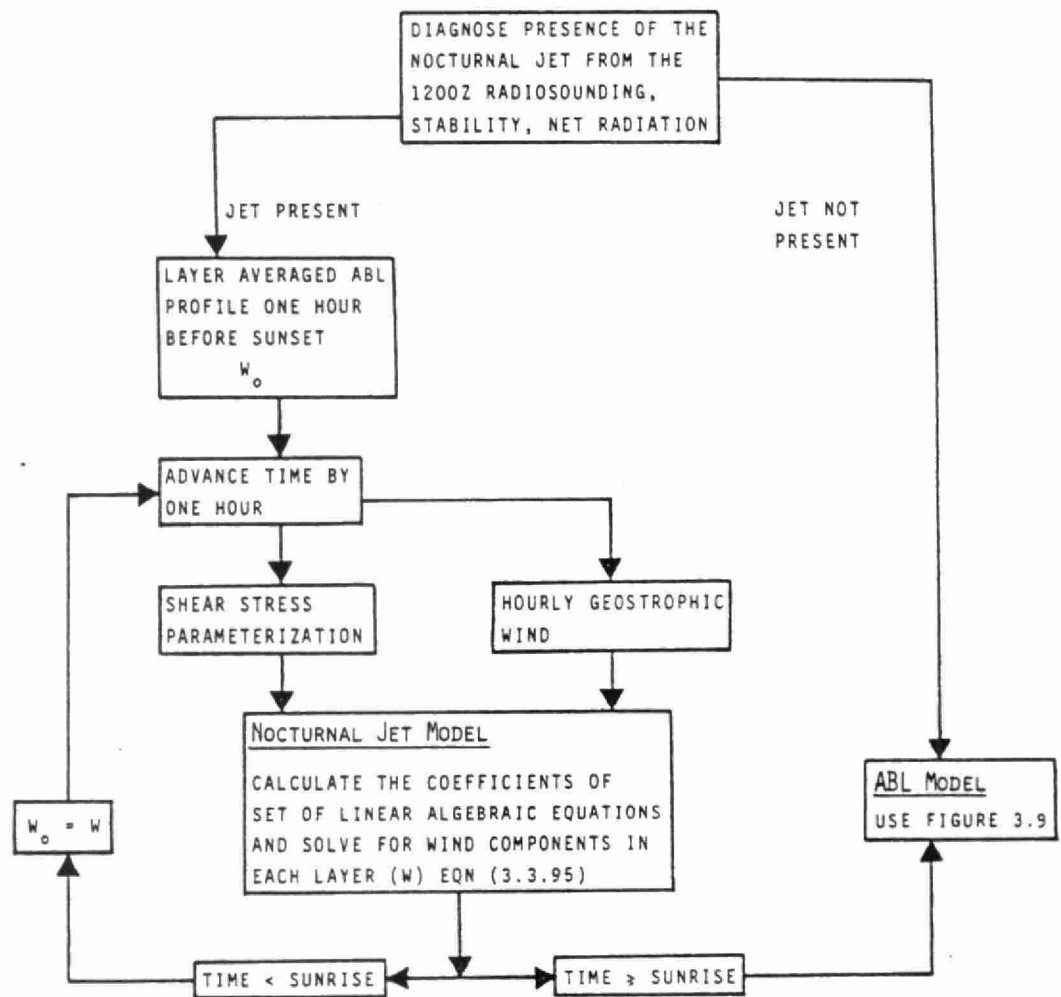 DIAGNOSE PRESENCE OF THE
NOCTURNAL JET FROM THE
1200Z RADIOSOUNDING,
STABILITY, NET RADIATION
JET PRESENT
JET NOT
PRESENT
LAYER AVERAGED ABL
PROFILE ONE HOUR
BEFORE SUNSET
W₀
ADVANCE TIME BY
ONE HOUR
SHEAR STRESS
PARAMETERIZATION
HOURLY GEOSTROPHIC
WIND
NOCTURNAL JET MODEL
CALCULATE THE COEFFICIENTS OF
SET OF LINEAR ALGEBRAIC EQUATIONS
AND SOLVE FOR WIND COMPONENTS IN
EACH LAYER (W) EQN (3.3.95)
ABL MODEL
USE FIGURE 3.9
W₀ = W
TIME < SUNRISE
TIME ⩾ SUNRISE